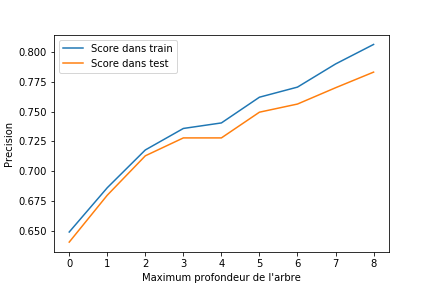 Score dans train
Score dans test
0.800
0.775
0.750
0.725
0.700
0.675
0.650
Precision
0 1 2 3 4 5 6 7 8
Maximum profondeur de l'arbre